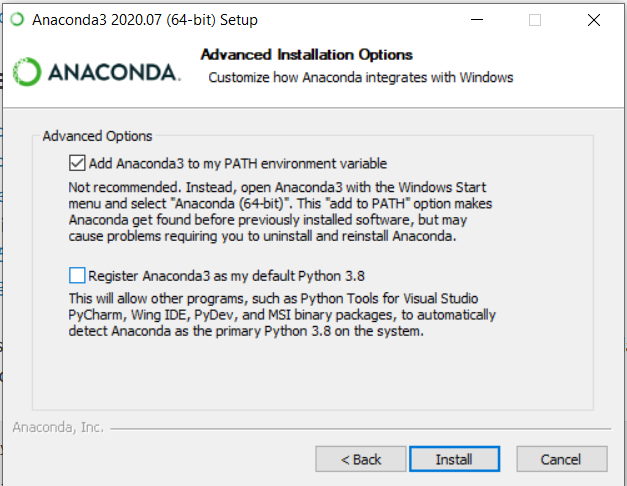 Anaconda3 2020.07 (64-bit) Setup
Advanced Installation Options
ANACONDA.
Customize how Anaconda integrates with Windows
Advanced Options
Add Anaconda3 to my PATH environment variable
Not recommended. Instead, open Anaconda3 with the Windows Start
menu and select "Anaconda (64-bit)". This "add to PATH" option makes
Anaconda get found before previously installed software, but may
cause problems requiring you to uninstall and reinstall Anaconda.
Register Anaconda3 as my default Python 3.8
This will allow other programs, such as Python Tools for Visual Studio
PyCharm, Wing IDE, PyDev, and MSI binary packages, to automatically
detect Anaconda as the primary Python 3.8 on the system.
Anaconda, Inc.
< Back
Install
Cancel